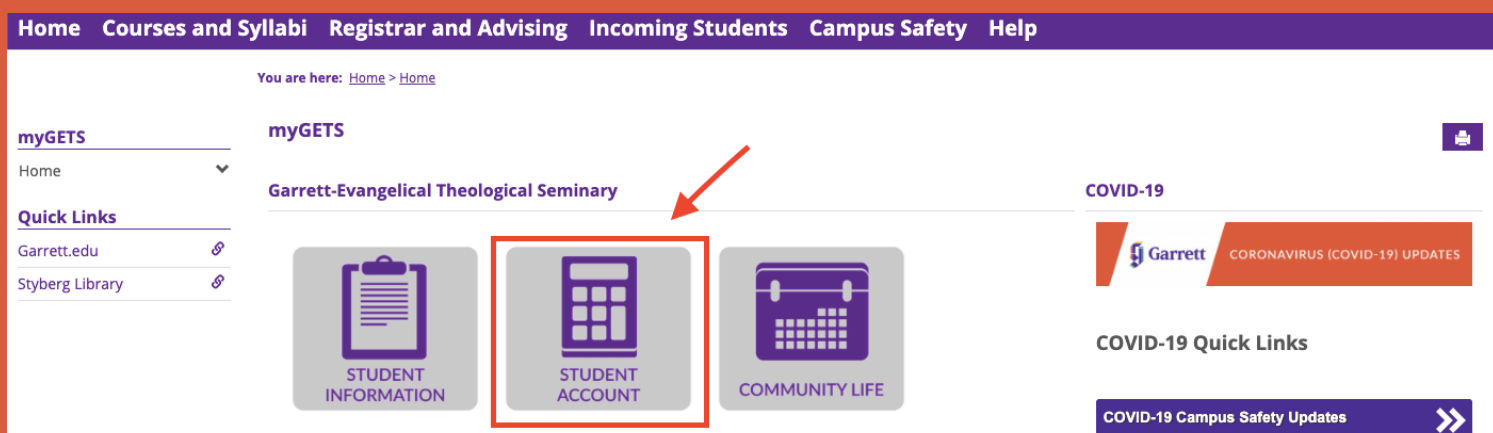 Home Courses and Syllabi Registrar and Advising Incoming Students Campus Safety Help
You are here: Home > Home
myGETS
Home
Quick Links
Garrett.edu
Styberg Library
myGETS
Garrett-Evangelical Theological Seminary
STUDENT
INFORMATION
STUDENT
ACCOUNT
COMMUNITY LIFE
COVID-19
Garrett CORONAVIRUS (COVID-19) UPDATES
COVID-19 Quick Links
COVID-19 Campus Safety Updates